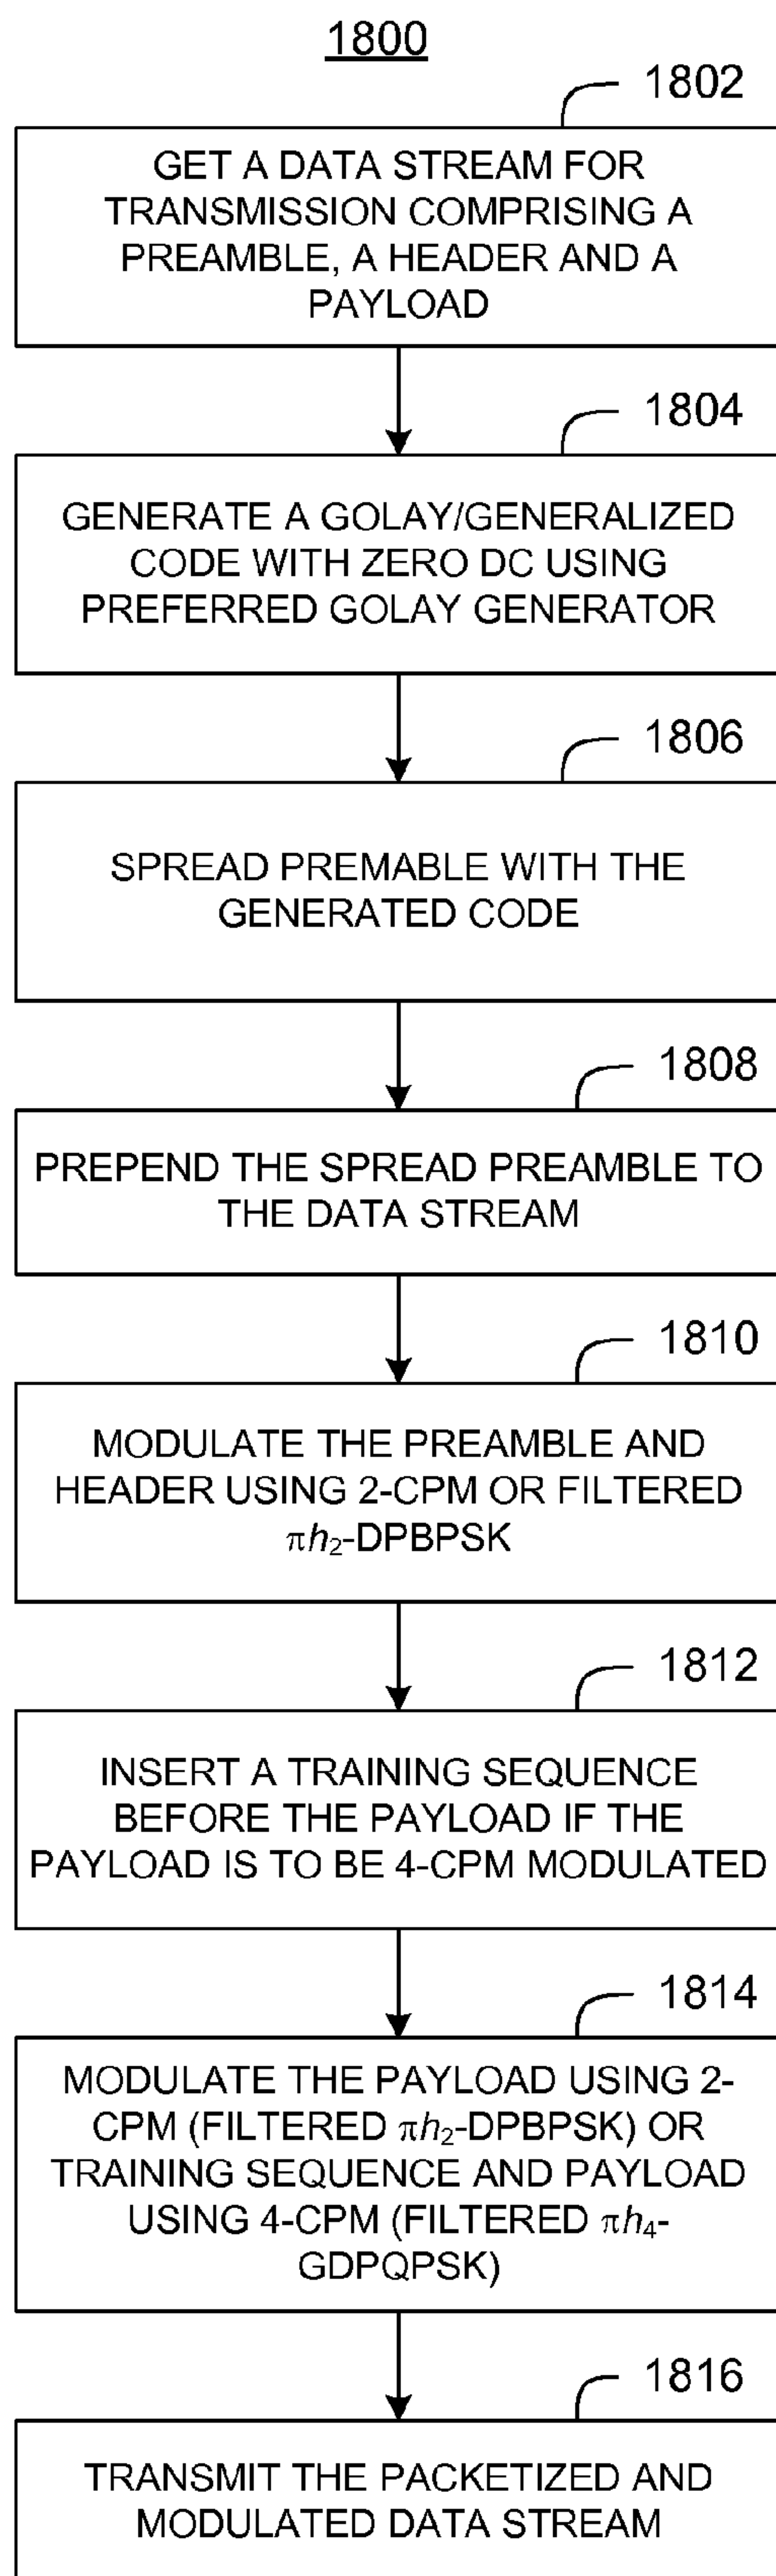 1800
1802
GET A DATA STREAM FOR
TRANSMISSION COMPRISING A
PREAMBLE, A HEADER AND A
PAYLOAD
1804
GENERATE A GOLAY/GENERALIZED
CODE WITH ZERO DC USING
PREFERRED GOLAY GENERATOR
1806
SPREAD PREMABLE WITH THE
GENERATED CODE
1808
PREPEND THE SPREAD PREAMBLE TO
THE DATA STREAM
1810
MODULATE THE PREAMBLE AND
HEADER USING 2-CPM OR FILTERED
πh₂-DPBPSK
1812
INSERT A TRAINING SEQUENCE
BEFORE THE PAYLOAD IF THE
PAYLOAD IS TO BE 4-CPM MODULATED
1814
MODULATE THE PAYLOAD USING 2-
CPM (FILTERED πh₂-DPBPSK) OR
TRAINING SEQUENCE AND PAYLOAD
USING 4-CPM (FILTERED πh₄-
GDPQPSK)
1816
TRANSMIT THE PACKETIZED AND
MODULATED DATA STREAM